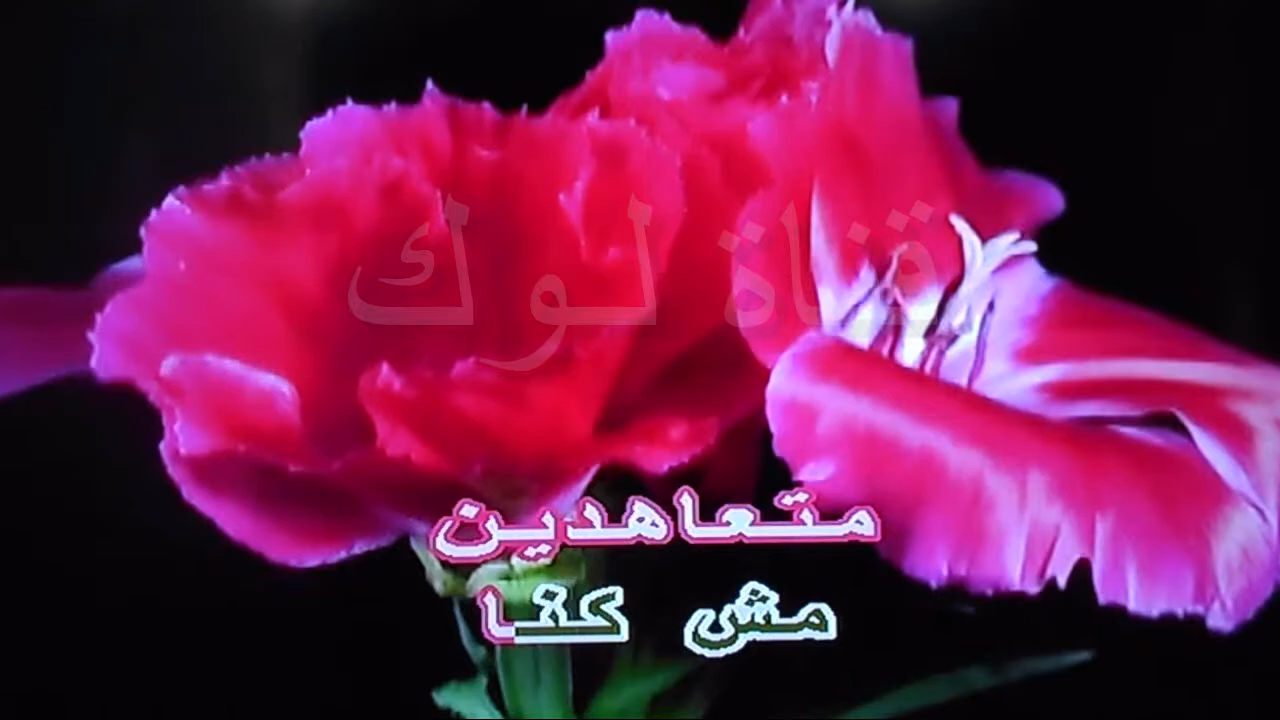 قناة لوك
متعاهدين
مش كنا